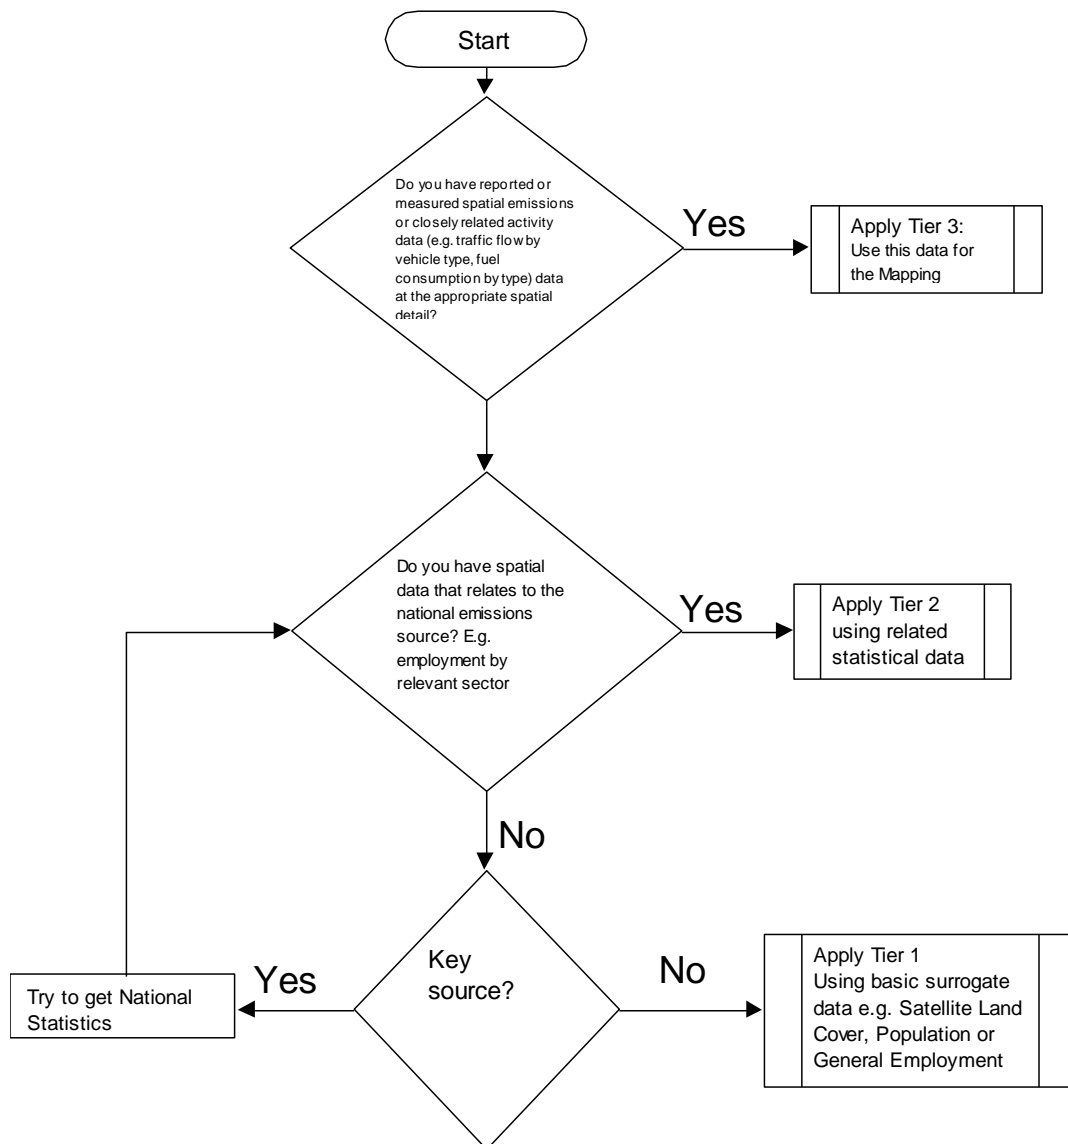 Start
Do you have reported or
measured spatial emissions
or closely related activity
data (e.g. traffic flow by
vehicle type, fuel
consumption by type) data
at the appropriate spatial
detail?
Yes
Apply Tier 3:
Use this data for
the Mapping
Do you have spatial
data that relates to the
national emissions
source? E.g.
employment by
relevant sector
Yes
Apply Tier 2
using related
statistical data
No
Key
source?
Yes
Try to get National
Statistics
No
Apply Tier 1
Using basic surrogate
data e.g. Satellite Land
Cover, Population or
General Employment